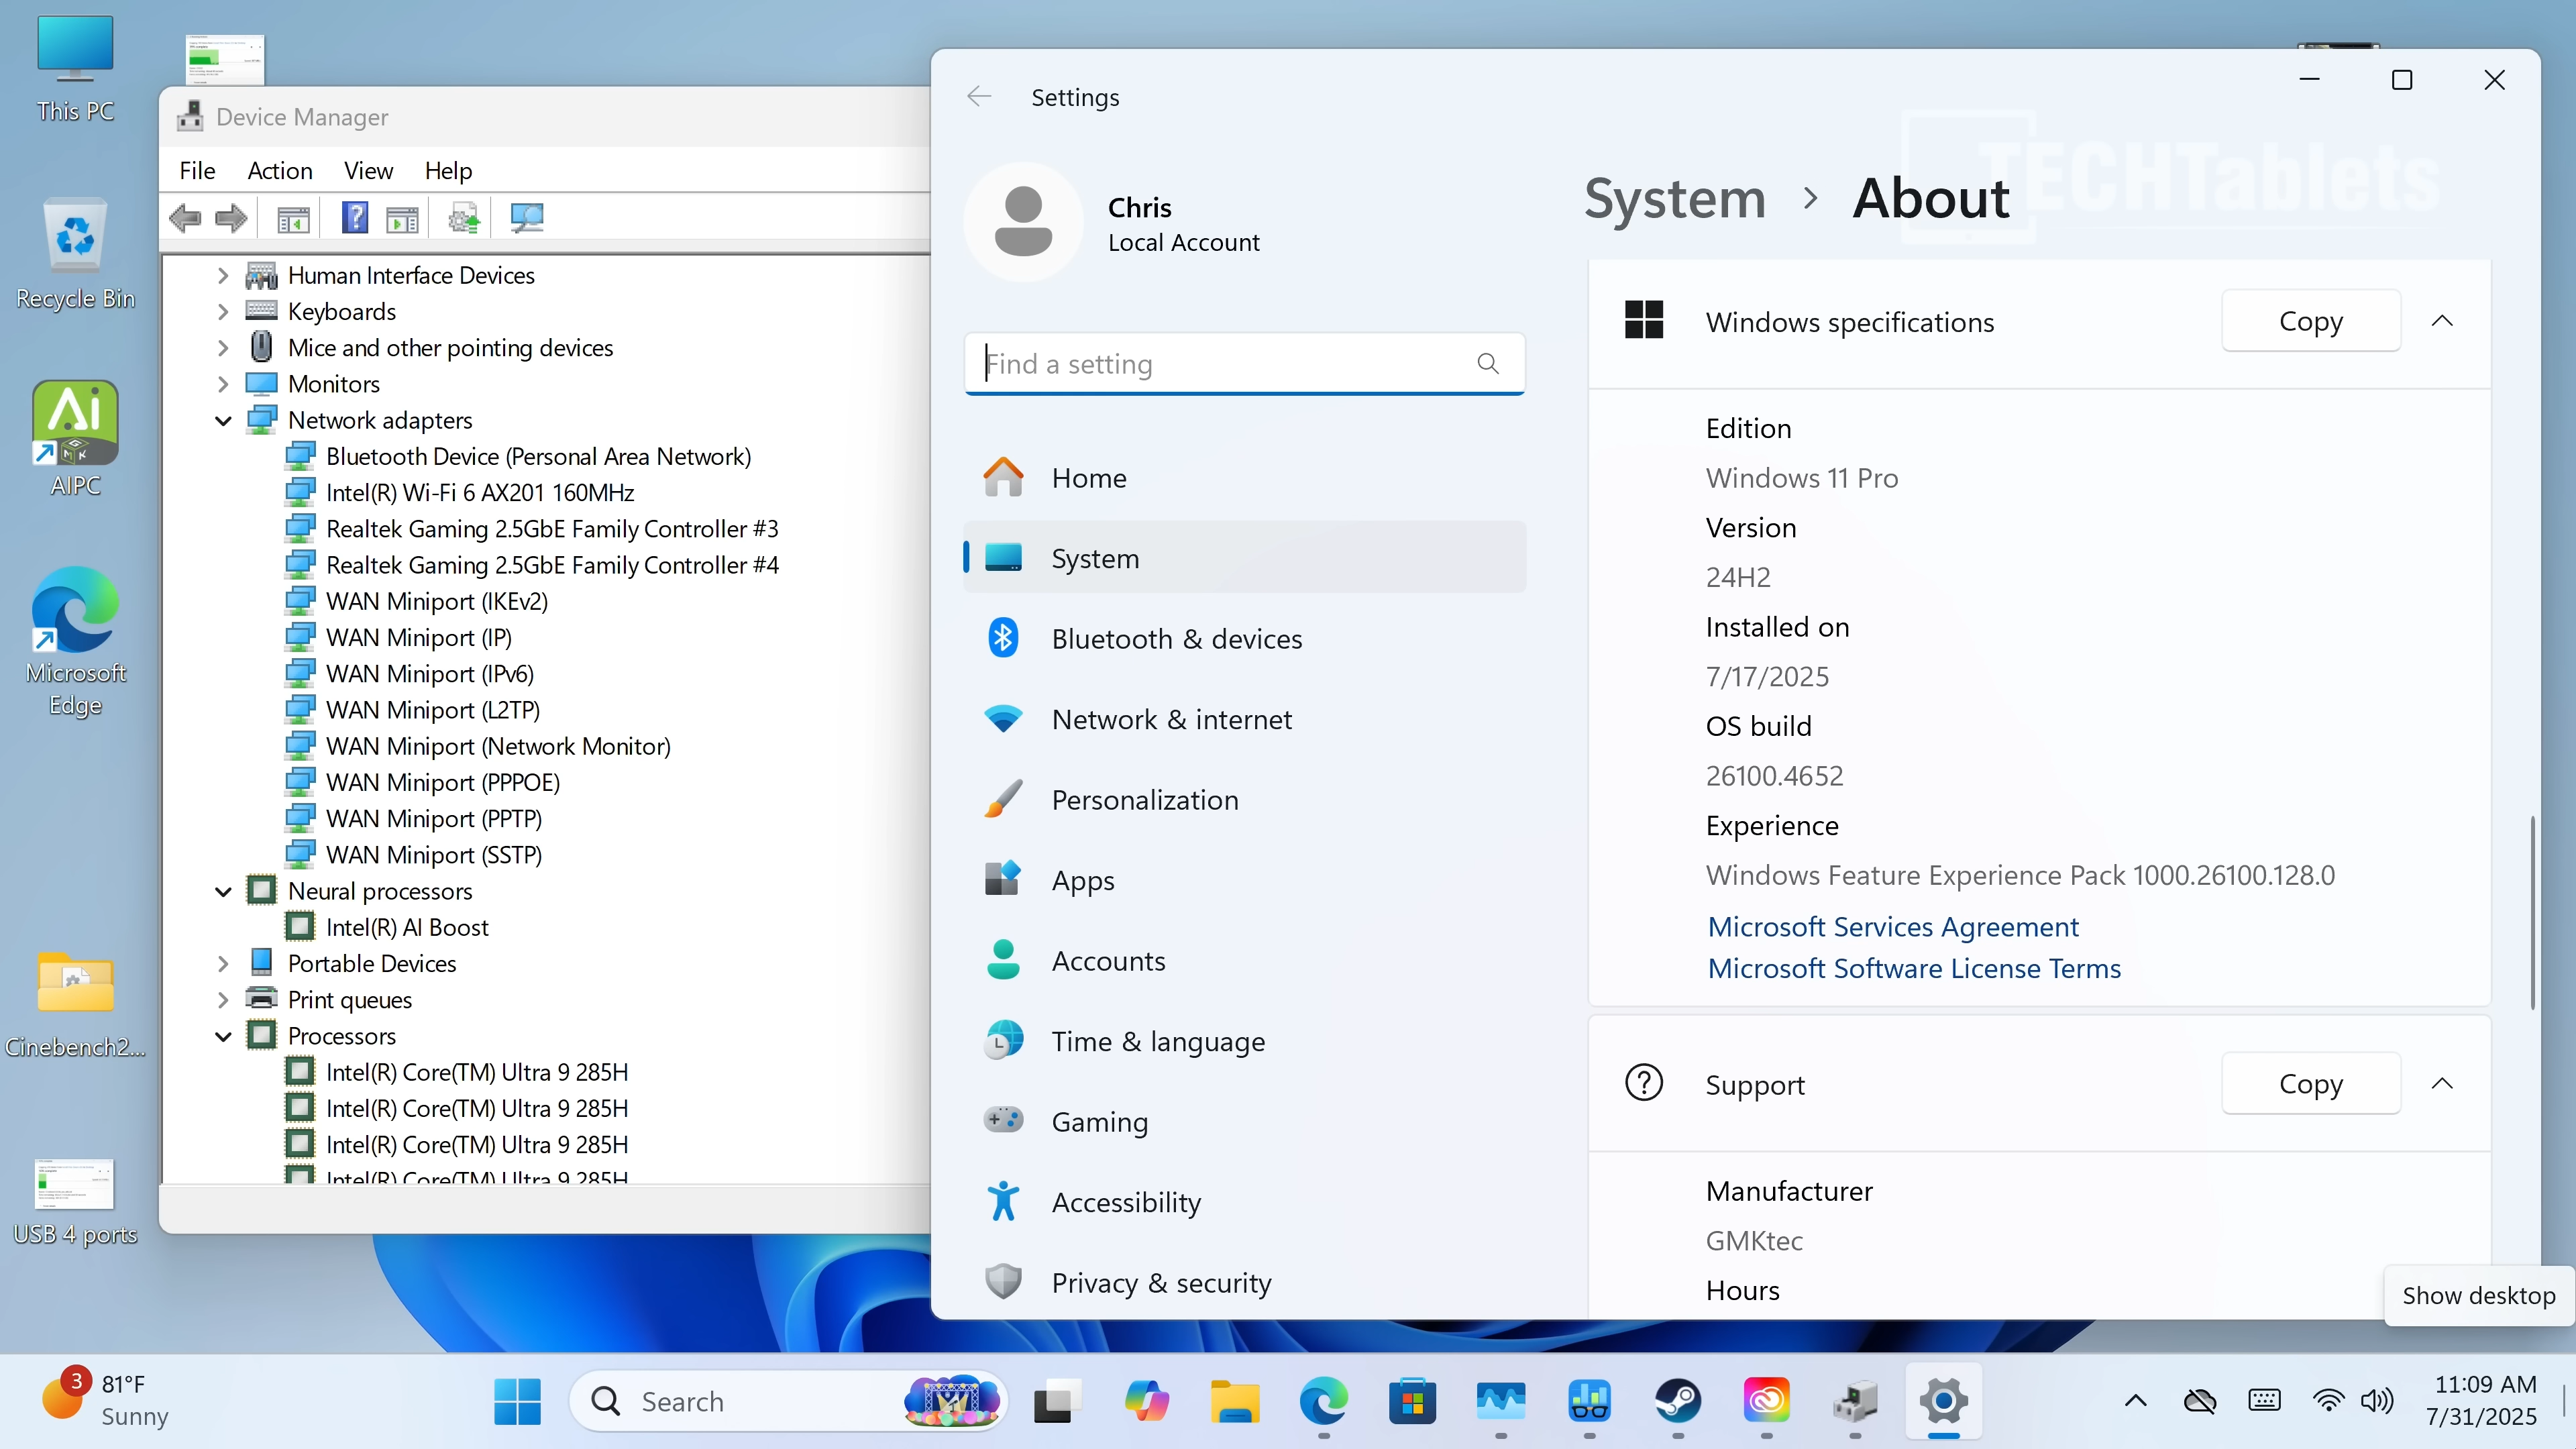 This PC
Recycle Bin
Ai
GMK
AIPC
Microsoft
Edge
Cinebench2...
USB 4 ports
Device Manager
File Action View Help
Human Interface Devices
Keyboards
Mice and other pointing devices
Monitors
Network adapters
Bluetooth Device (Personal Area Network)
Intel(R) Wi-Fi 6 AX201 160MHz
Realtek Gaming 2.5GbE Family Controller #3
Realtek Gaming 2.5GbE Family Controller #4
WAN Miniport (IKEv2)
WAN Miniport (IP)
WAN Miniport (IPv6)
WAN Miniport (L2TP)
WAN Miniport (Network Monitor)
WAN Miniport (PPPOE)
WAN Miniport (PPTP)
WAN Miniport (SSTP)
Neural processors
Intel(R) AI Boost
Portable Devices
Print queues
Processors
Intel(R) Core(TM) Ultra 9 285H
Intel(R) Core(TM) Ultra 9 285H
Intel(R) Core(TM) Ultra 9 285H
Intel(R) Core(TM) Ultra 9 285H
Settings
Chris
Local Account
Find a setting
Home
System
Bluetooth & devices
Network & internet
Personalization
Apps
Accounts
Time & language
Gaming
Accessibility
Privacy & security
TECHTablets
System › About
Windows specifications
Copy
Edition
Windows 11 Pro
Version
24H2
Installed on
7/17/2025
OS build
26100.4652
Experience
Windows Feature Experience Pack 1000.26100.128.0
Microsoft Services Agreement
Microsoft Software License Terms
Support
Copy
Manufacturer
GMKtec
Hours
Show desktop
3
81°F
Sunny
Search
11:09 AM
7/31/2025